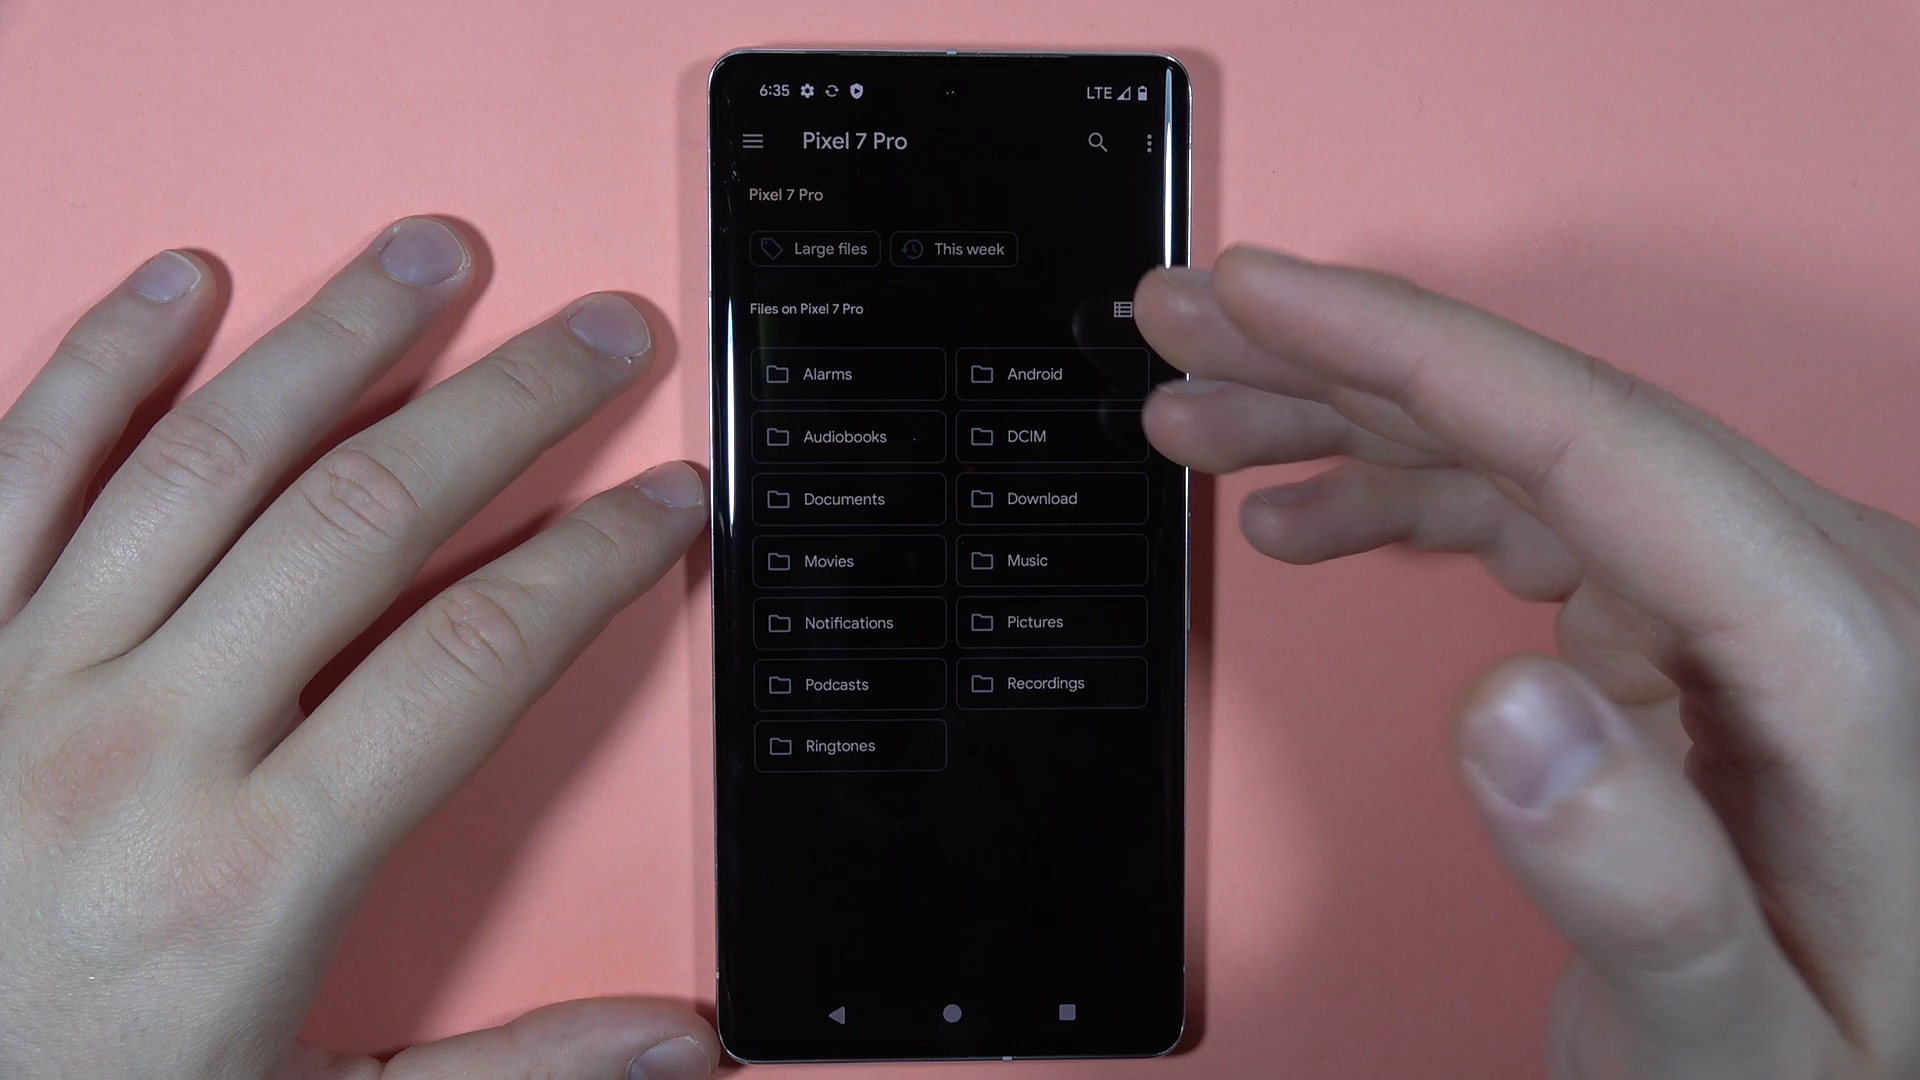 6:35 LTE
Pixel 7 Pro
Pixel 7 Pro
Large files This week
Files on Pixel 7 Pro
Alarms Android
Audiobooks DCIM
Documents Download
Movies Music
Notifications Pictures
Podcasts Recordings
Ringtones